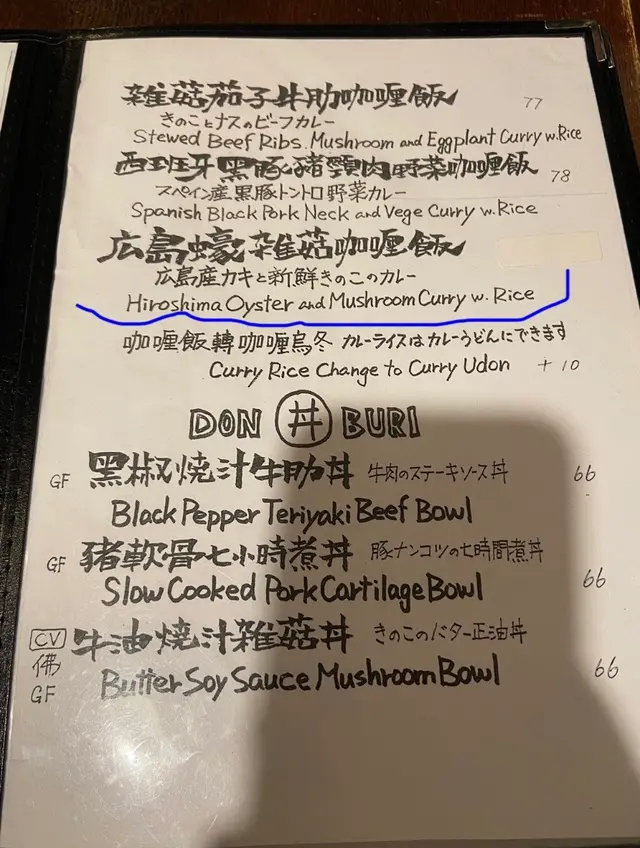 雜菇茄子牛肋咖喱飯 77
きのことナスのビーフカレー
Stewed Beef Ribs. Mushroom and Eggplant Curry w. Rice
西班牙黑豚豬頸肉野菜咖喱飯 78
スペイン産黒豚トントロ野菜カレー
Spanish Black Pork Neck and Vege Curry w. Rice
広島蠔雜菇咖喱飯
広島産カキと新鮮きのこのカレー
Hiroshima Oyster and Mushroom Curry w. Rice
咖喱飯轉咖喱烏冬 カレーライスはカレーうどんにできます
Curry Rice Change to Curry Udon +10
DON 丼 BURI
GF 黑椒燒汁牛肋丼 牛肉のステーキソース丼 66
Black Pepper Teriyaki Beef Bowl
GF 豬軟骨七小時煮丼 豚ナンコツの七時間煮丼
Slow Cooked Pork Cartilage Bowl 66
CV 牛油燒汁雜菇丼 きのこのバター正油丼
佛
GF Butter Soy Sauce Mushroom Bowl 66